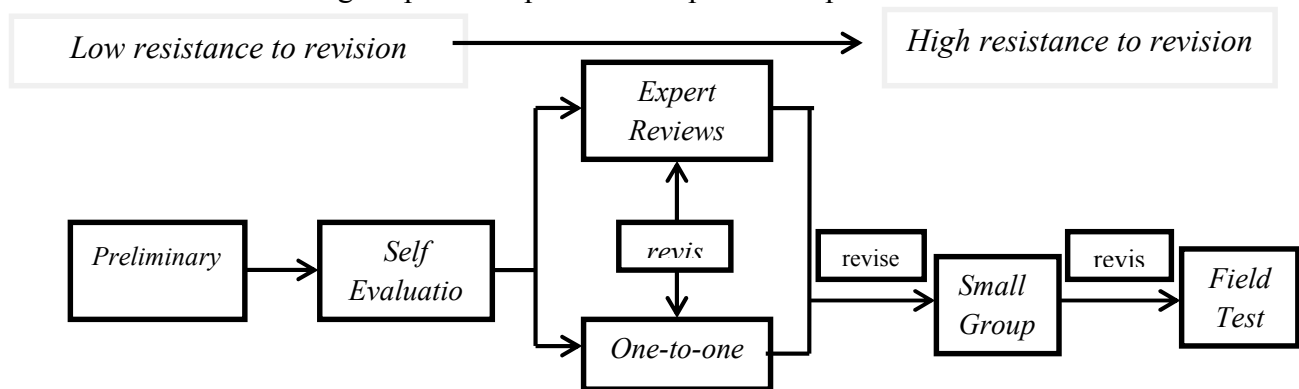 Low resistance to revision
High resistance to revision
Expert
Reviews
Preliminary
Self
Evaluatio
revis
revise
revis
Small
Group
Field
Test
One-to-one